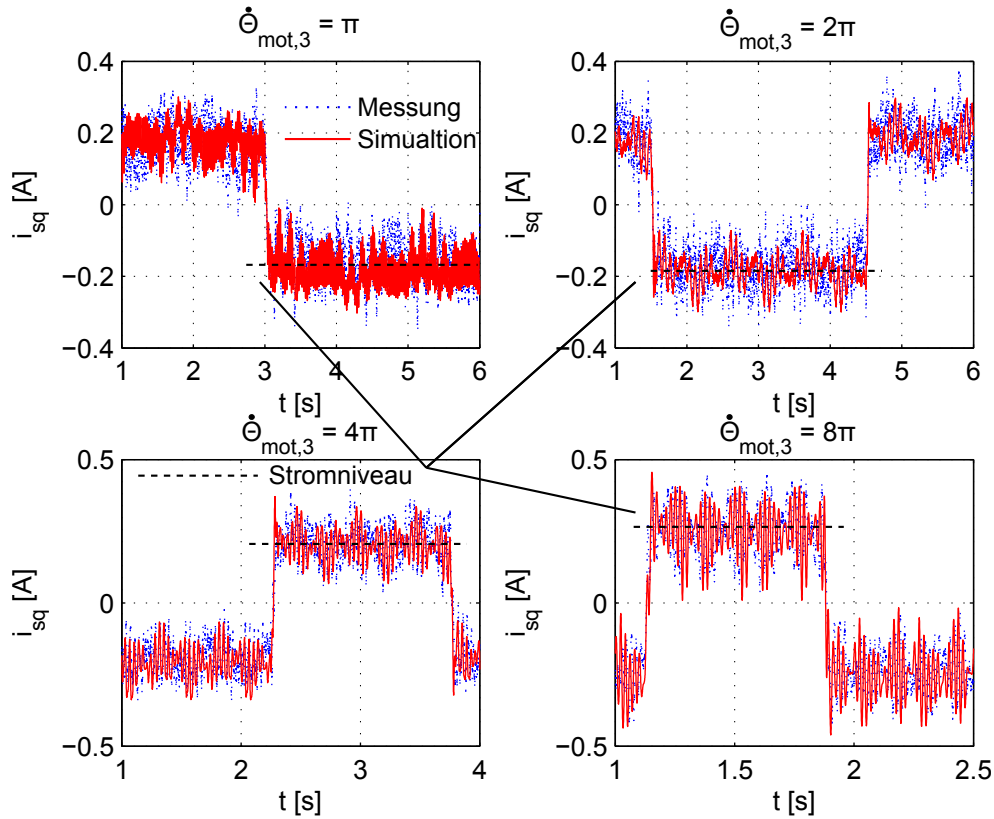 Θ̇mot,3 = π
0.4
0.2
0
−0.2
−0.4
isq [A]
1 2 3 4 5 6
t [s]
Messung
Simualtion
Θ̇mot,3 = 2π
0.4
0.2
0
−0.2
−0.4
isq [A]
1 2 3 4 5 6
t [s]
Θ̇mot,3 = 4π
0.5
0
−0.5
isq [A]
1 2 3 4
t [s]
Stromniveau
Θ̇mot,3 = 8π
0.5
0
−0.5
isq [A]
1 1.5 2 2.5
t [s]